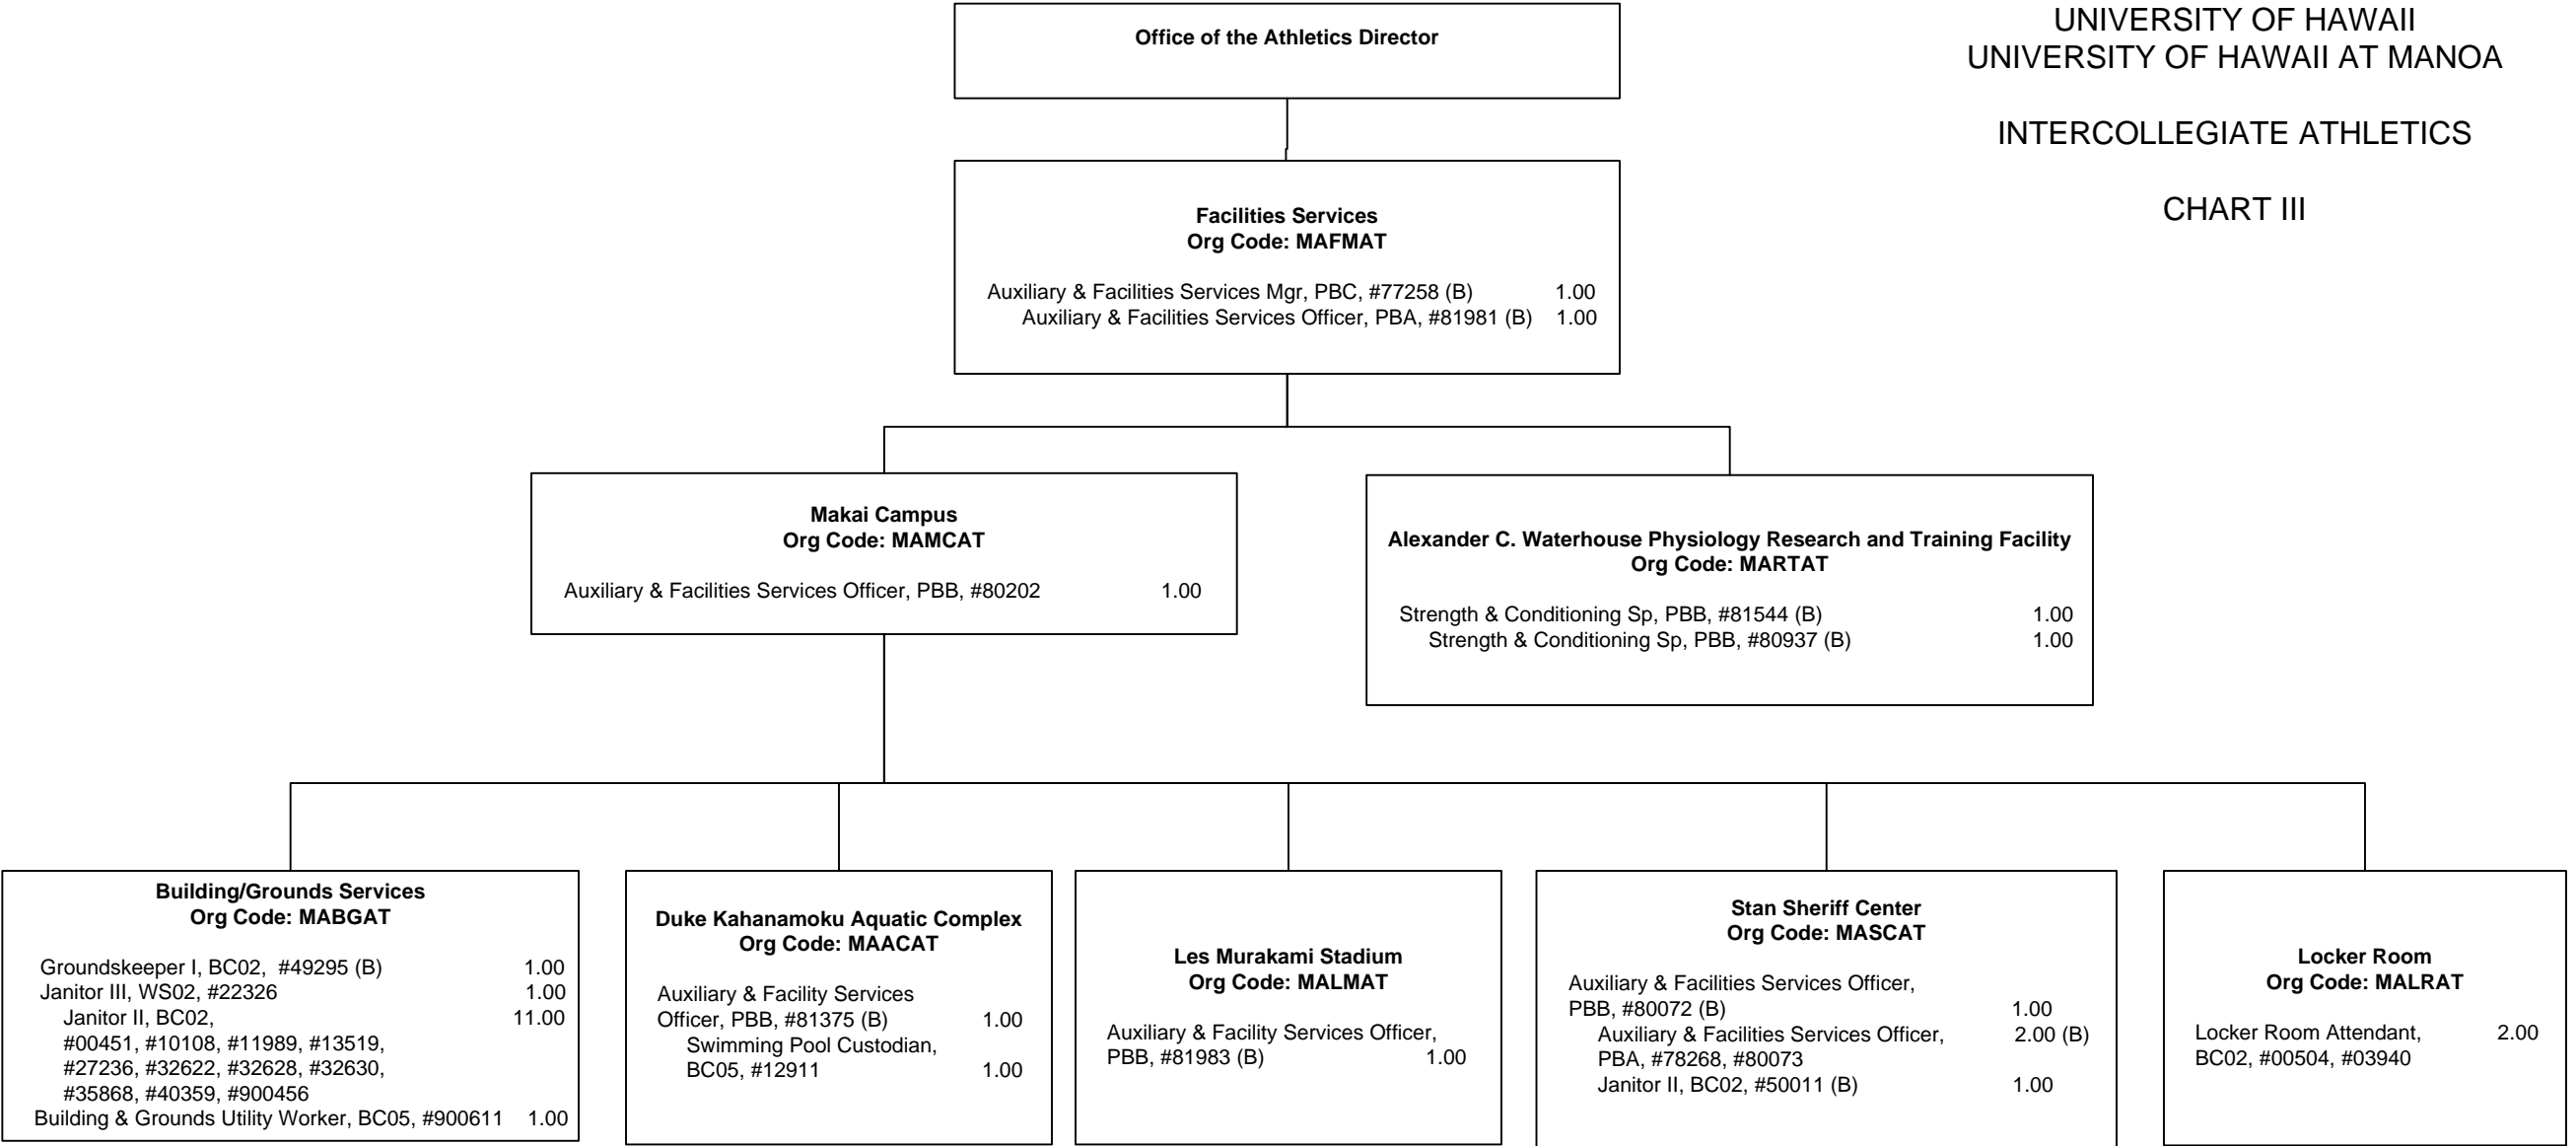 UNIVERSITY OF HAWAII
UNIVERSITY OF HAWAII AT MANOA
INTERCOLLEGIATE ATHLETICS
CHART III
Office of the Athletics Director
Facilities Services
Org Code: MAFMAT
Auxiliary & Facilities Services Mgr, PBC, #77258 (B) 1.00
Auxiliary & Facilities Services Officer, PBA, #81981 (B) 1.00
Makai Campus
Org Code: MAMCAT
Auxiliary & Facilities Services Officer, PBB, #80202 1.00
Alexander C. Waterhouse Physiology Research and Training Facility
Org Code: MARTAT
Strength & Conditioning Sp, PBB, #81544 (B) 1.00
Strength & Conditioning Sp, PBB, #80937 (B) 1.00
Building/Grounds Services
Org Code: MABGAT
Groundskeeper I, BC02, #49295 (B) 1.00
Janitor III, WS02, #22326 1.00
Janitor II, BC02, 11.00
#00451, #10108, #11989, #13519,
#27236, #32622, #32628, #32630,
#35868, #40359, #900456
Building & Grounds Utility Worker, BC05, #900611 1.00
Duke Kahanamoku Aquatic Complex
Org Code: MAACAT
Auxiliary & Facility Services
Officer, PBB, #81375 (B) 1.00
Swimming Pool Custodian,
BC05, #12911 1.00
Les Murakami Stadium
Org Code: MALMAT
Auxiliary & Facility Services Officer,
PBB, #81983 (B) 1.00
Stan Sheriff Center
Org Code: MASCAT
Auxiliary & Facilities Services Officer,
PBB, #80072 (B) 1.00
Auxiliary & Facilities Services Officer, 2.00 (B)
PBA, #78268, #80073
Janitor II, BC02, #50011 (B) 1.00
Locker Room
Org Code: MALRAT
Locker Room Attendant, 2.00
BC02, #00504, #03940